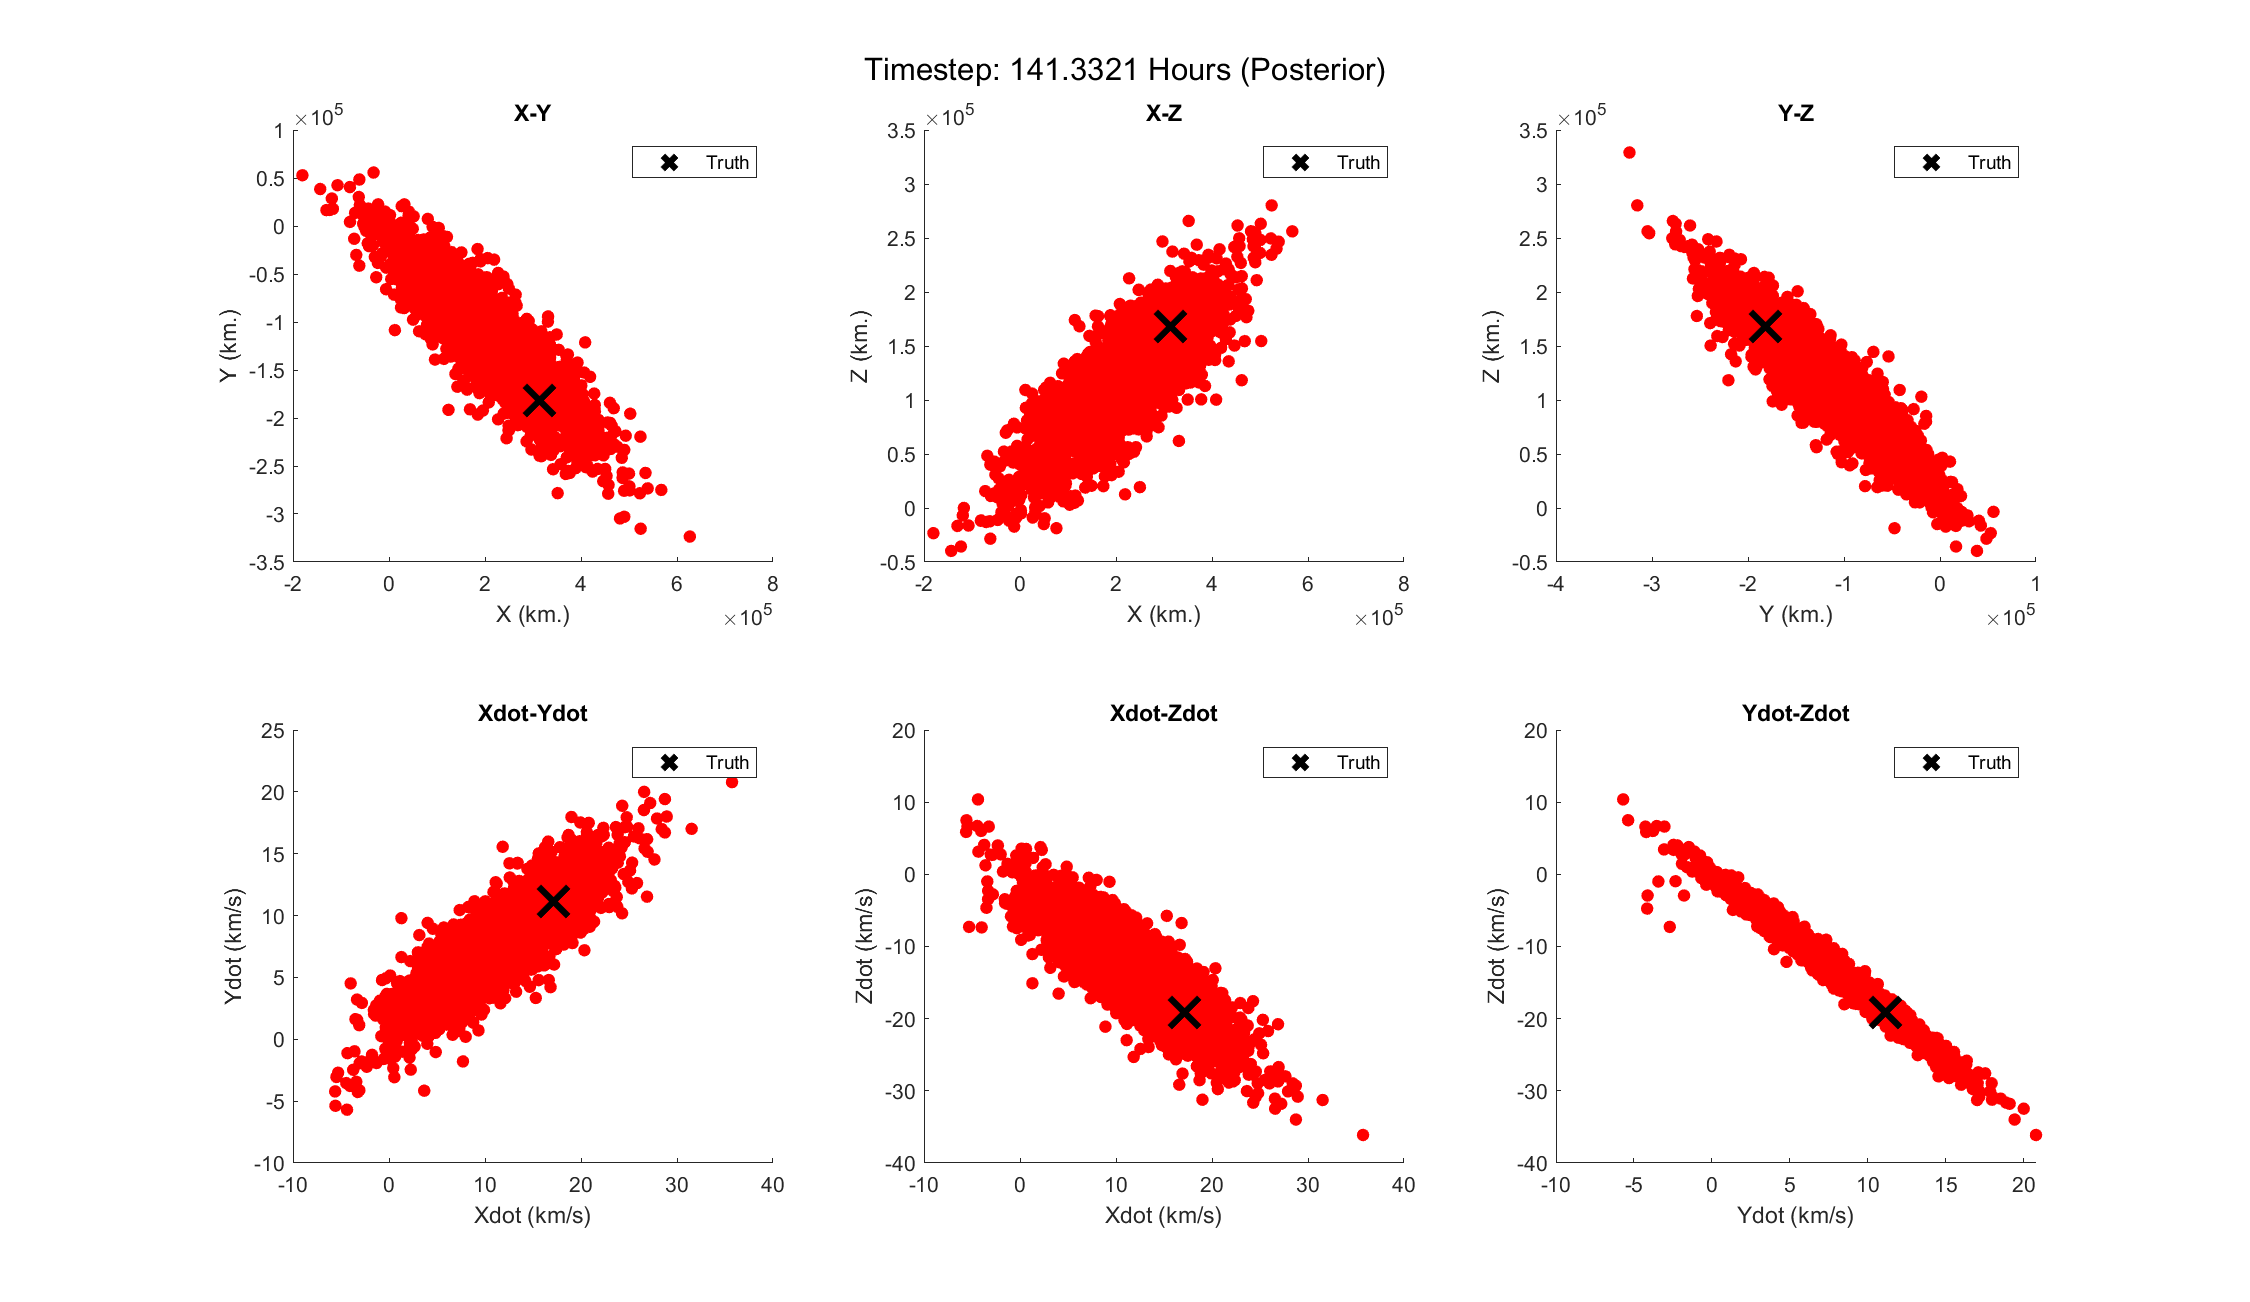 Timestep: 141.3321 Hours (Posterior)
X-Y
×10^5
Truth
1
0.5
0
-0.5
-1
-1.5
-2
-2.5
-3
-3.5
Y (km.)
-2 0 2 4 6 8
X (km.)
×10^5
X-Z
×10^5
Truth
3.5
3
2.5
2
1.5
1
0.5
0
-0.5
Z (km.)
-2 0 2 4 6 8
X (km.)
×10^5
Y-Z
×10^5
Truth
3.5
3
2.5
2
1.5
1
0.5
0
-0.5
Z (km.)
-4 -3 -2 -1 0 1
Y (km.)
×10^5
Xdot-Ydot
Truth
25
20
15
10
5
0
-5
-10
Ydot (km/s)
-10 0 10 20 30 40
Xdot (km/s)
Xdot-Zdot
Truth
20
10
0
-10
-20
-30
-40
Zdot (km/s)
-10 0 10 20 30 40
Xdot (km/s)
Ydot-Zdot
Truth
20
10
0
-10
-20
-30
-40
Zdot (km/s)
-10 -5 0 5 10 15 20
Ydot (km/s)